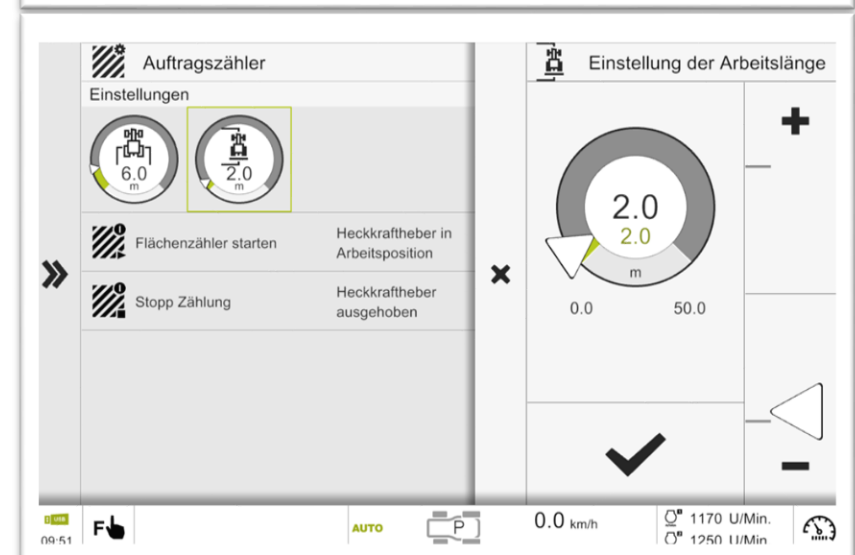 Auftragszähler
Einstellungen
6.0
m
2.0
m
Flächenzähler starten
Heckkraftheber in
Arbeitsposition
Stopp Zählung
Heckkraftheber
ausgehoben
Einstellung der Arbeitslänge
2.0
2.0
m
0.0 50.0
USB
09:51
F
AUTO
P
0.0 km/h
1170 U/Min.
1250 U/Min